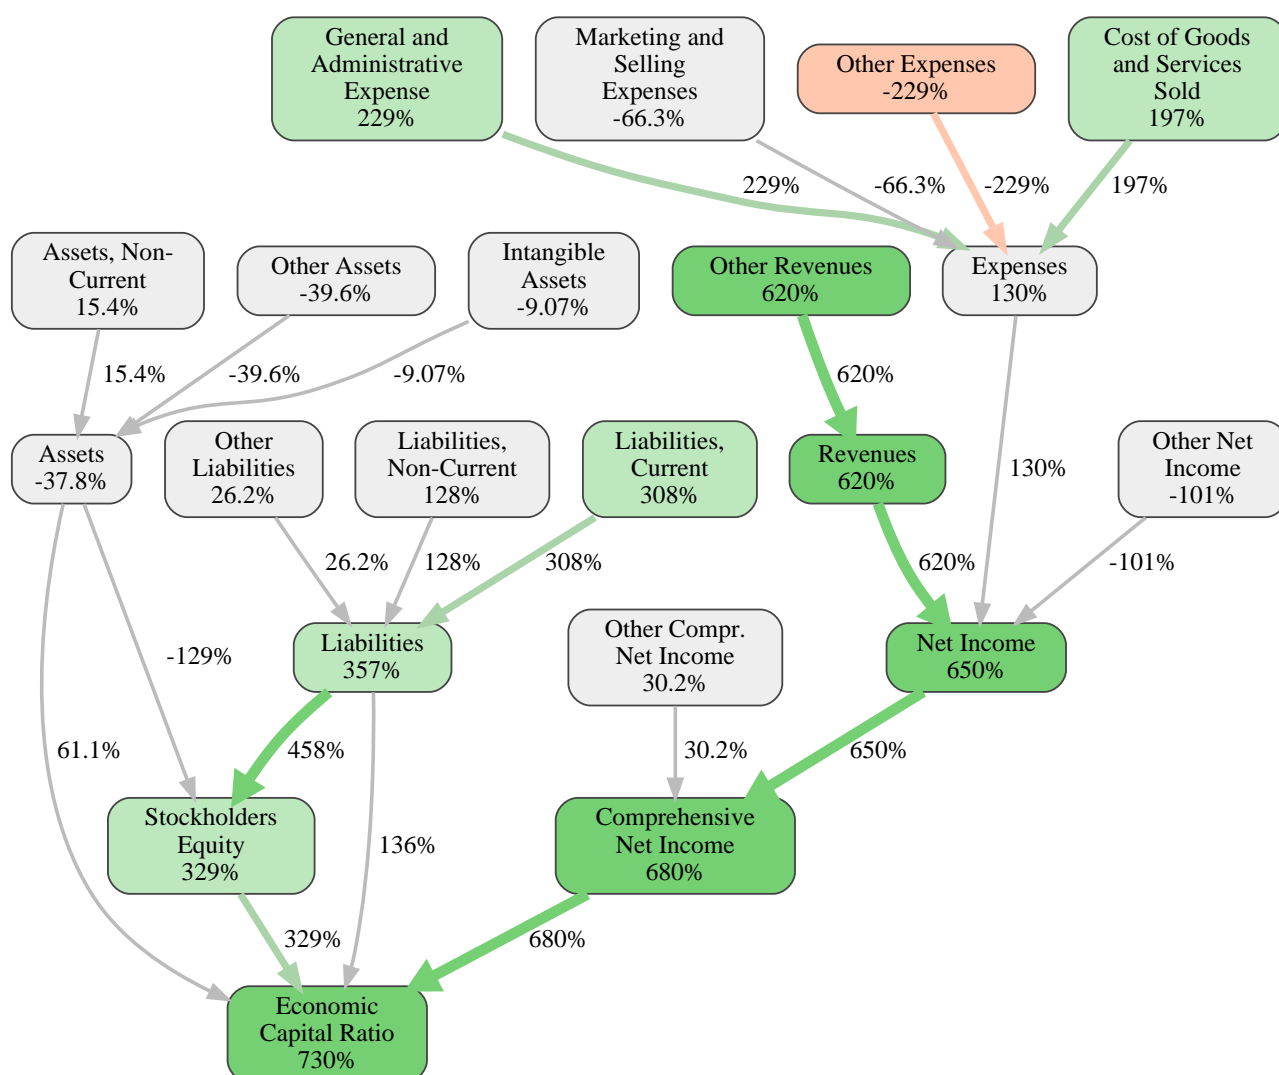 General and
Administrative
Expense
229%
Marketing and
Selling
Expenses
-66.3%
Other Expenses
-229%
Cost of Goods
and Services
Sold
197%
229%
-66.3%
-229%
197%
Assets, Non-
Current
15.4%
Other Assets
-39.6%
Intangible
Assets
-9.07%
Other Revenues
620%
Expenses
130%
15.4%
-39.6%
-9.07%
620%
Assets
-37.8%
Other
Liabilities
26.2%
Liabilities,
Non-Current
128%
Liabilities,
Current
308%
Revenues
620%
130%
Other Net
Income
-101%
26.2%
128%
308%
620%
-101%
-129%
Liabilities
357%
Other Compr.
Net Income
30.2%
Net Income
650%
61.1%
458%
30.2%
650%
Stockholders
Equity
329%
136%
Comprehensive
Net Income
680%
329%
680%
Economic
Capital Ratio
730%